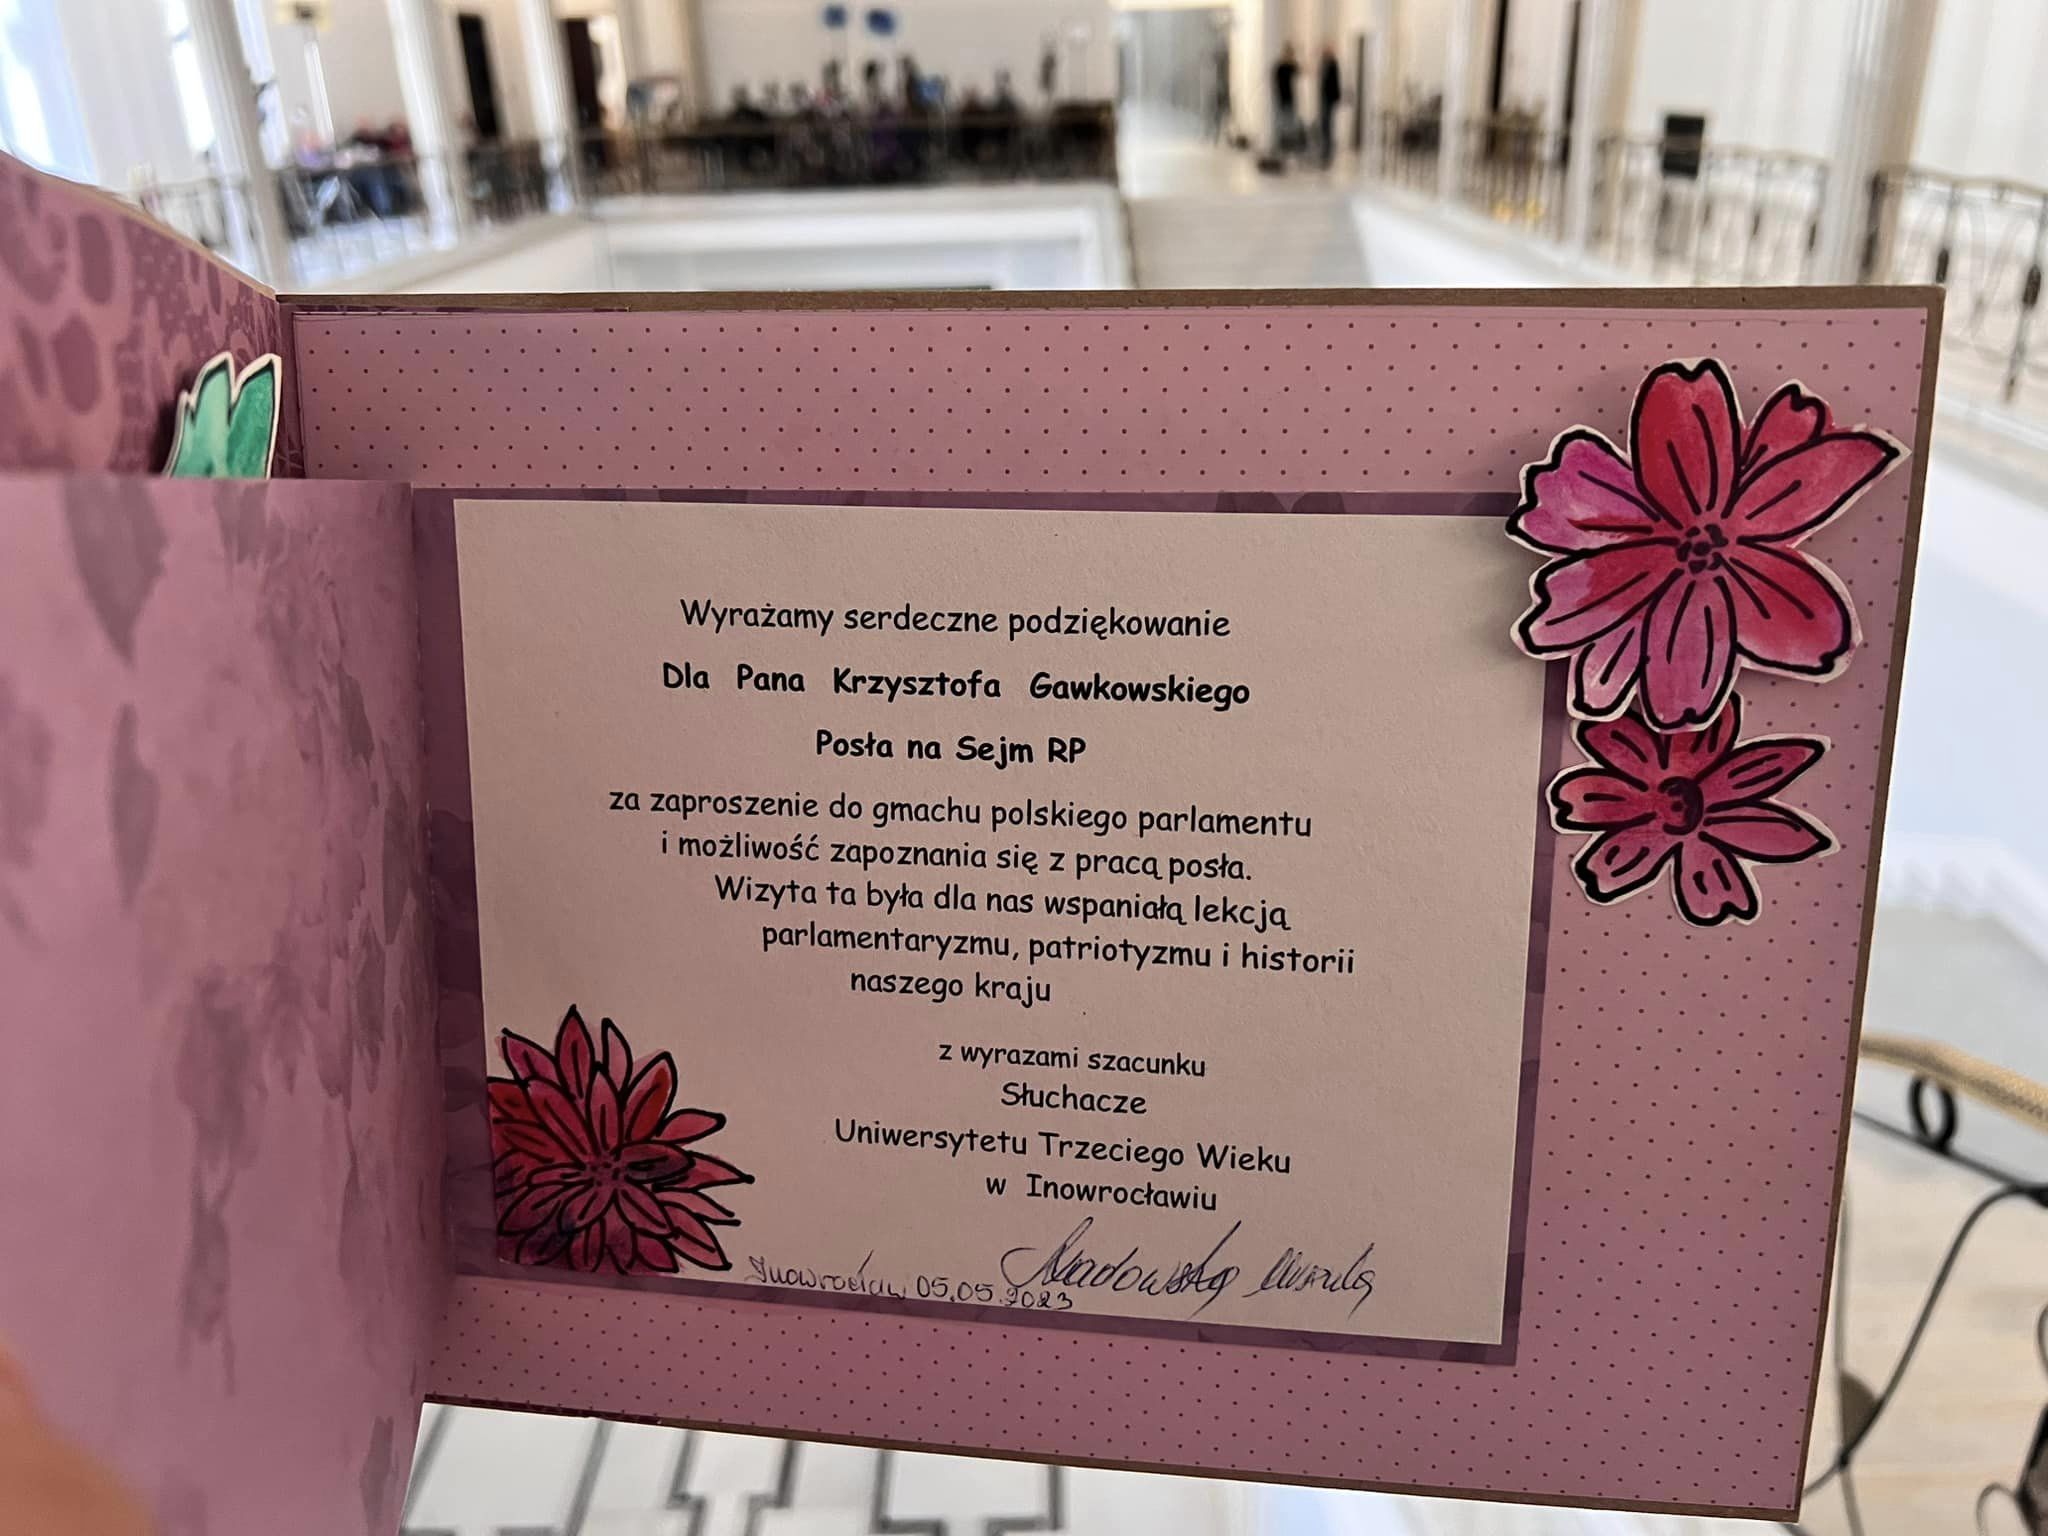 Wyrażamy serdeczne podziękowanie
Dla Pana Krzysztofa Gawkowskiego
Posła na Sejm RP
za zaproszenie do gmachu polskiego parlamentu
i możliwość zapoznania się z pracą posła.
Wizyta ta była dla nas wspaniałą lekcją
parlamentaryzmu, patriotyzmu i historii
naszego kraju
z wyrazami szacunku
Słuchacze
Uniwersytetu Trzeciego Wieku
w Inowrocławiu
Inowrocław 05.05.2023